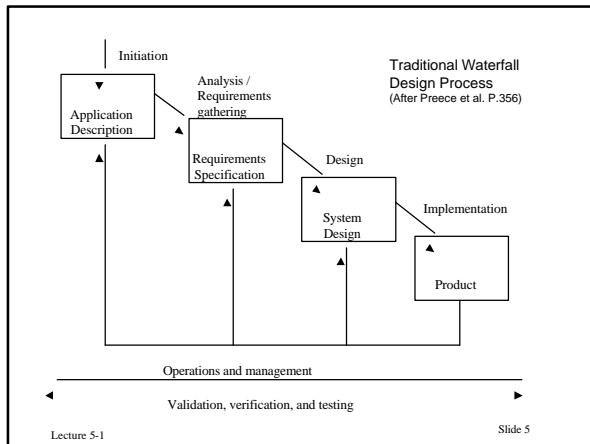 Initiation
Traditional Waterfall
Design Process
(After Preece et al. P.356)
Analysis /
Requirements
gathering
Application
Description
Requirements
Specification
Design
System
Design
Implementation
Product
Operations and management
Validation, verification, and testing
Lecture 5-1
Slide 5